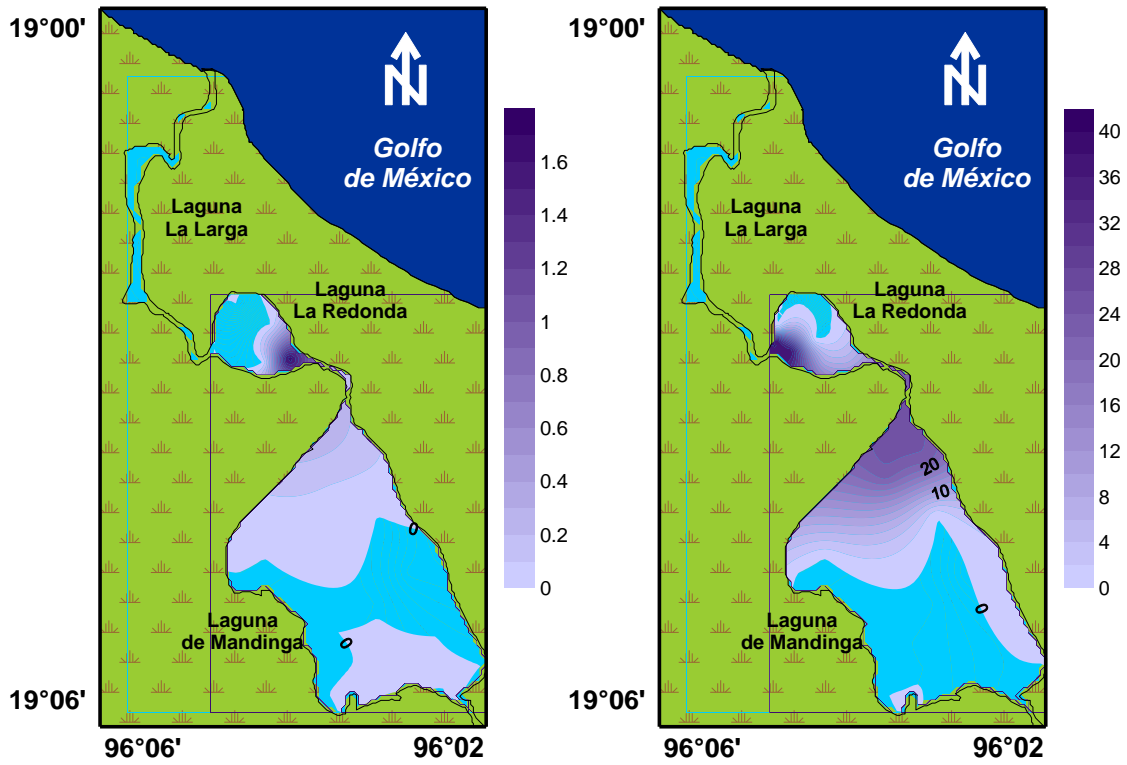 19°00'
N
Golfo
de México
Laguna
La Larga
Laguna
La Redonda
0
0
Laguna
de Mandinga
19°06'
96°06'
96°02
1.6
1.4
1.2
1
0.8
0.6
0.4
0.2
0
19°00'
N
Golfo
de México
Laguna
La Larga
Laguna
La Redonda
20
10
0
Laguna
de Mandinga
19°06'
96°06'
96°02
40
36
32
28
24
20
16
12
8
4
0